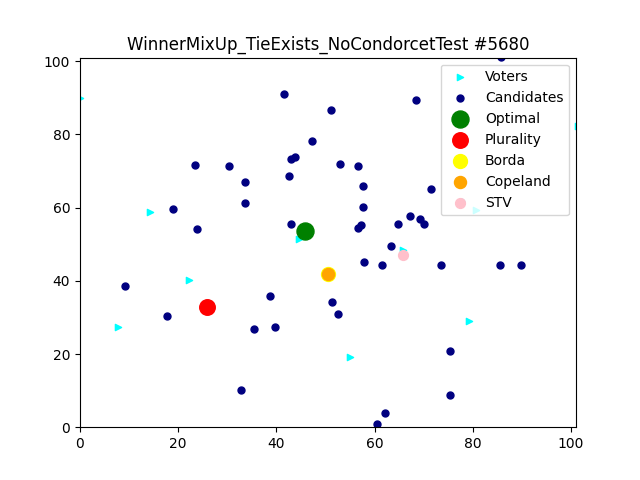 WinnerMixUp_TieExists_NoCondorcetTest #5680
100
80
60
40
20
0
0
20
40
60
80
100
Voters
Candidates
Optimal
Plurality
Borda
Copeland
STV